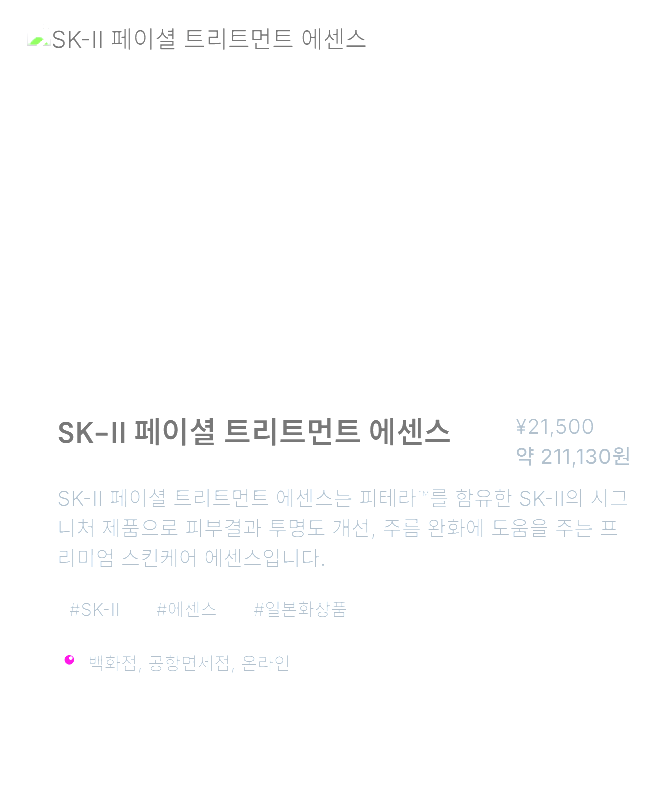 SK-II 페이셜 트리트먼트 에센스
SK-II 페이셜 트리트먼트 에센스
¥21,500
약 211,130원
SK-II 페이셜 트리트먼트 에센스는 피테라™를 함유한 SK-II의 시그
니처 제품으로 피부결과 투명도 개선, 주름 완화에 도움을 주는 프
리미엄 스킨케어 에센스입니다.
#SK-II #에센스 #일본화장품
백화점, 공항면세점, 온라인